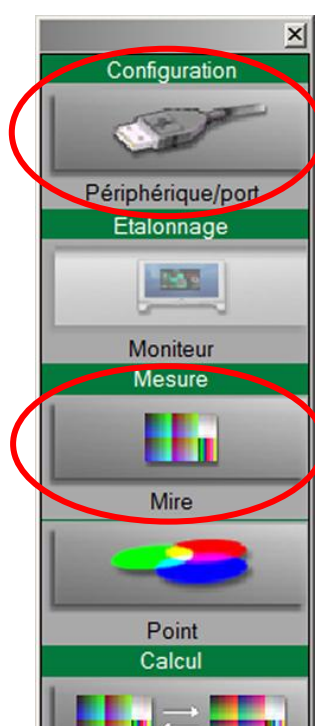 Configuration
Périphérique/port
Etalonnage
Moniteur
Mesure
Mire
Point
Calcul